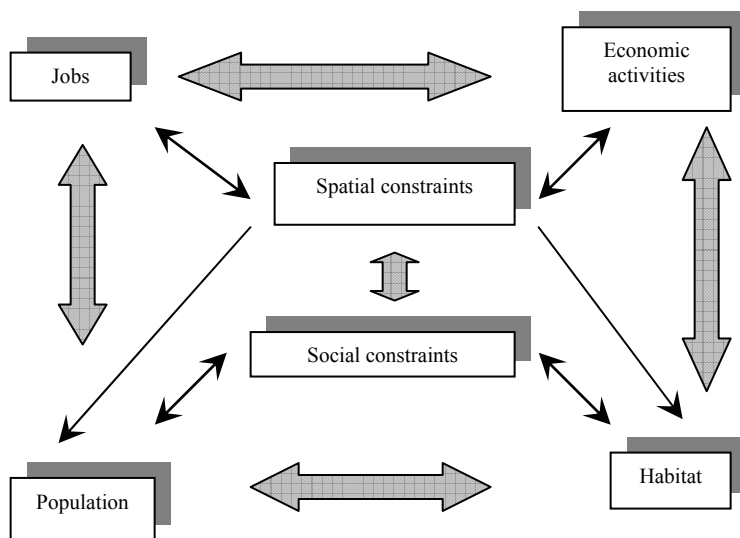 Jobs
Economic
activities
Spatial constraints
Social constraints
Population
Habitat